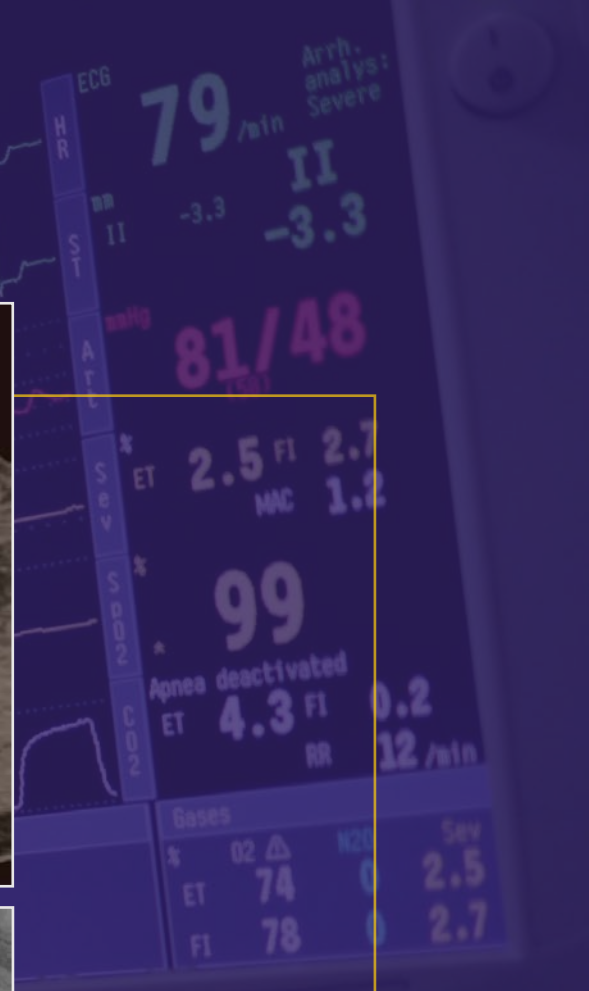 ECG
HR
79 /min
Arrh.
analys:
Severe
II
ST
mm
II -3.3 -3.3
Art
mmHg
81/48
(58)
Sev
%
ET 2.5 FI 2.7
MAC 1.2
SpO2
%
99
*
Apnea deactivated
CO2
ET 4.3 FI 0.2
RR 12 /min
Gases
% O2 N2O Sev
ET 74 0 2.5
FI 78 0 2.7